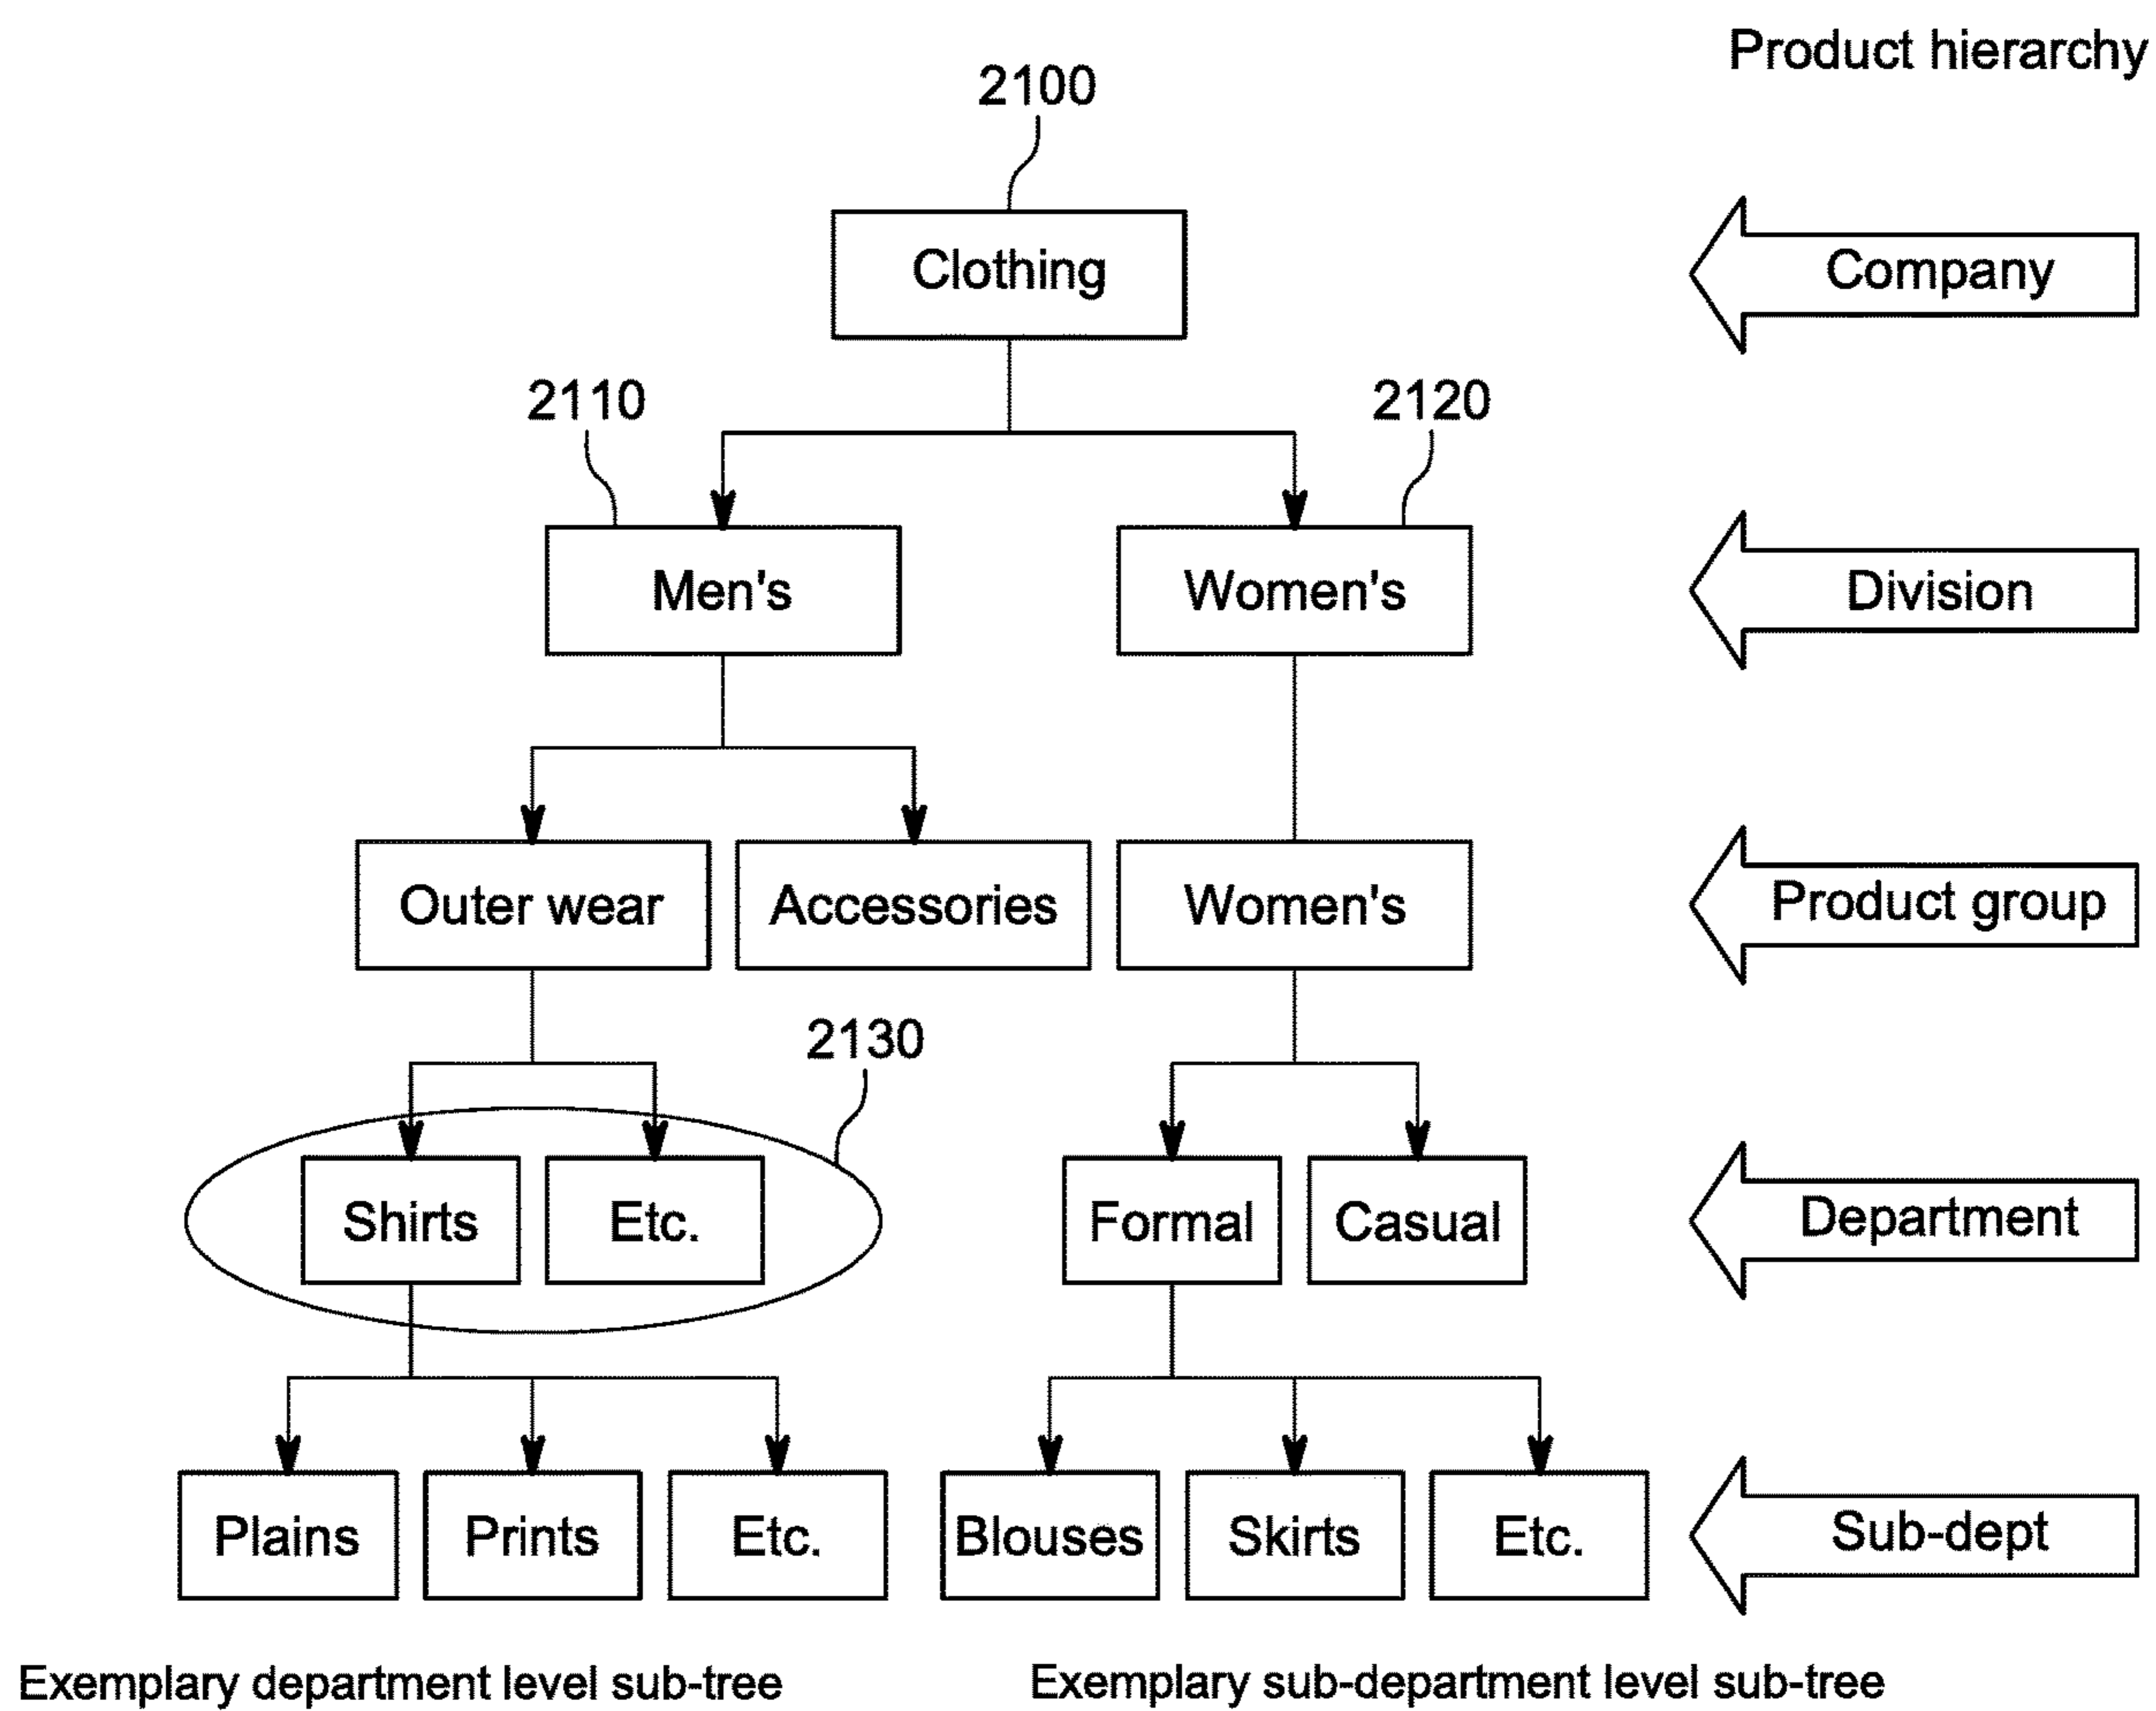 Product hierarchy
2100
Clothing
Company
2110
2120
Men's
Women's
Division
Outer wear
Accessories
Women's
Product group
2130
Shirts
Etc.
Formal
Casual
Department
Plains
Prints
Etc.
Blouses
Skirts
Etc.
Sub-dept
Exemplary department level sub-tree
Exemplary sub-department level sub-tree